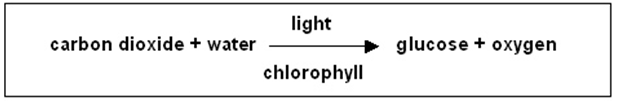 light
carbon dioxide + water glucose + oxygen
chlorophyll